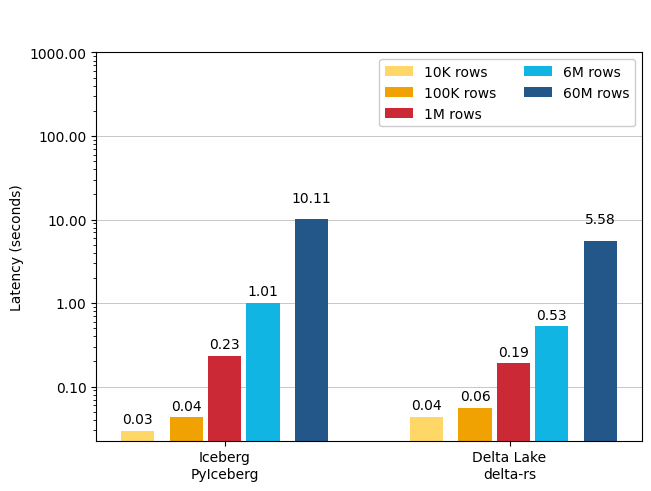 1000.00
100.00
10.00
1.00
0.10
Latency (seconds)
10K rows
100K rows
1M rows
6M rows
60M rows
0.03
0.04
0.23
1.01
10.11
0.04
0.06
0.19
0.53
5.58
Iceberg
PyIceberg
Delta Lake
delta-rs